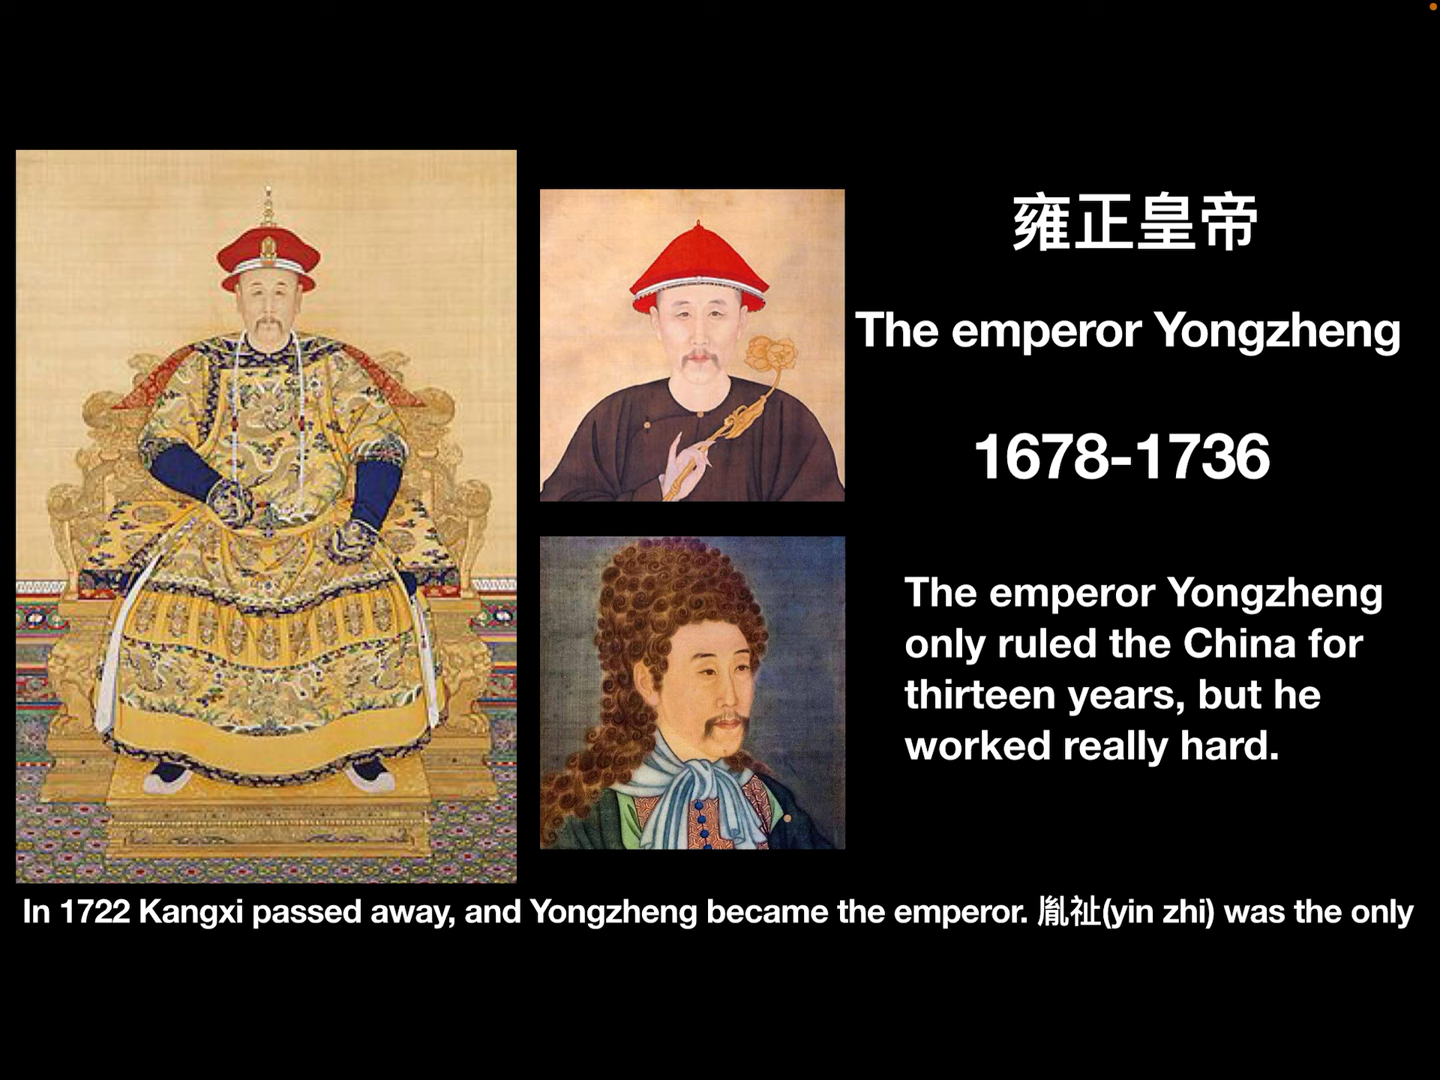 雍正皇帝
The emperor Yongzheng
1678-1736
The emperor Yongzheng
only ruled the China for
thirteen years, but he
worked really hard.
In 1722 Kangxi passed away, and Yongzheng became the emperor. 胤祉(yin zhi) was the only